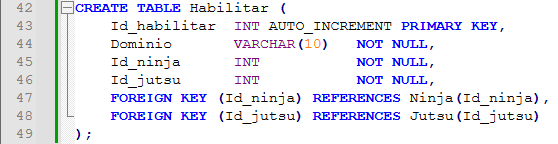 42 CREATE TABLE Habilitar (
43 Id_habilitar INT AUTO_INCREMENT PRIMARY KEY,
44 Dominio VARCHAR(10) NOT NULL,
45 Id_ninja INT NOT NULL,
46 Id_jutsu INT NOT NULL,
47 FOREIGN KEY (Id_ninja) REFERENCES Ninja(Id_ninja),
48 FOREIGN KEY (Id_jutsu) REFERENCES Jutsu(Id_jutsu)
49 );